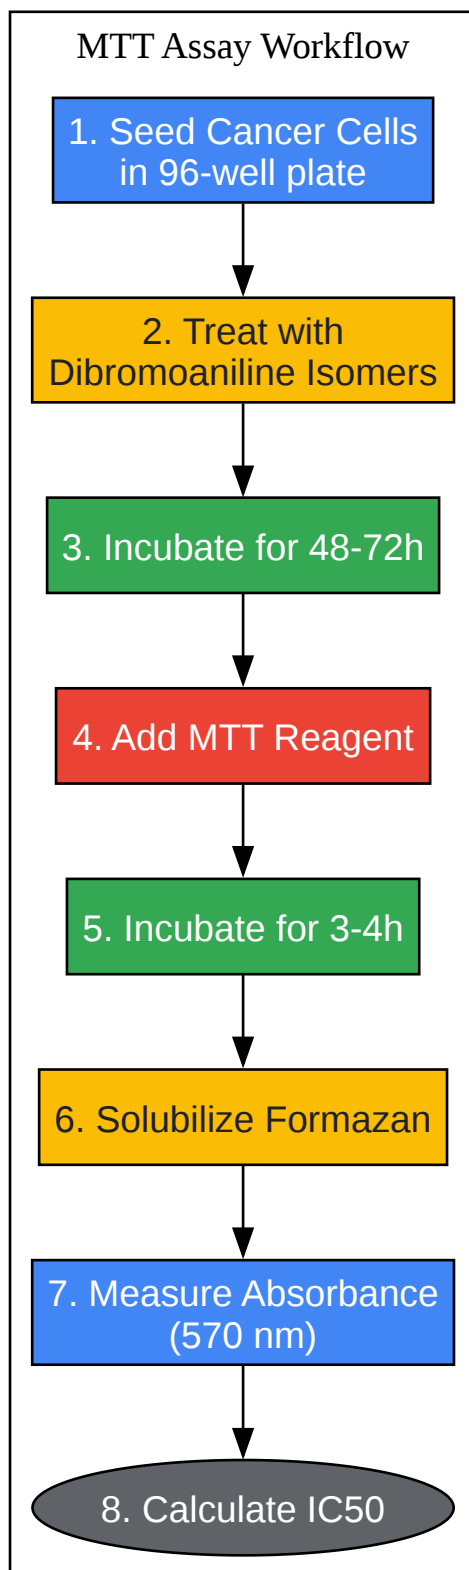 MTT Assay Workflow
1. Seed Cancer Cells
in 96-well plate
2. Treat with
Dibromoaniline Isomers
3. Incubate for 48-72h
4. Add MTT Reagent
5. Incubate for 3-4h
6. Solubilize Formazan
7. Measure Absorbance
(570 nm)
8. Calculate IC50